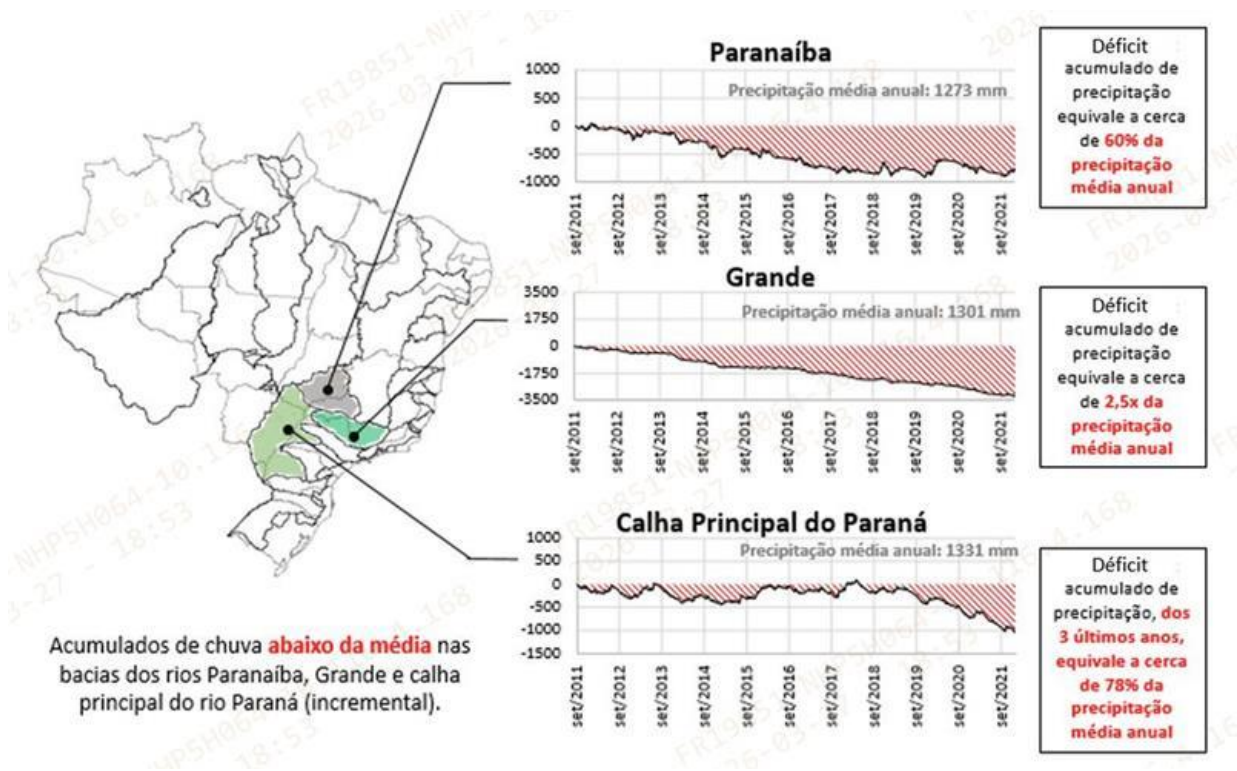 Paranaíba
Precipitação média anual: 1273 mm
1000
500
0
-500
-1000
set/2011
set/2012
set/2013
set/2014
set/2015
set/2016
set/2017
set/2018
set/2019
set/2020
set/2021
Déficit
acumulado de
precipitação
equivale a cerca
de 60% da
precipitação
média anual
Grande
Precipitação média anual: 1301 mm
3500
1750
0
-1750
-3500
set/2011
set/2012
set/2013
set/2014
set/2015
set/2016
set/2017
set/2018
set/2019
set/2020
set/2021
Déficit
acumulado de
precipitação
equivale a cerca
de 2,5x da
precipitação
média anual
Calha Principal do Paraná
Precipitação média anual: 1331 mm
1000
500
0
-500
-1000
-1500
set/2011
set/2012
set/2013
set/2014
set/2015
set/2016
set/2017
set/2018
set/2019
set/2020
set/2021
Déficit
acumulado de
precipitação, dos
3 últimos anos,
equivale a cerca
de 78% da
precipitação
média anual
Acumulados de chuva abaixo da média nas
bacias dos rios Paranaíba, Grande e calha
principal do rio Paraná (incremental).